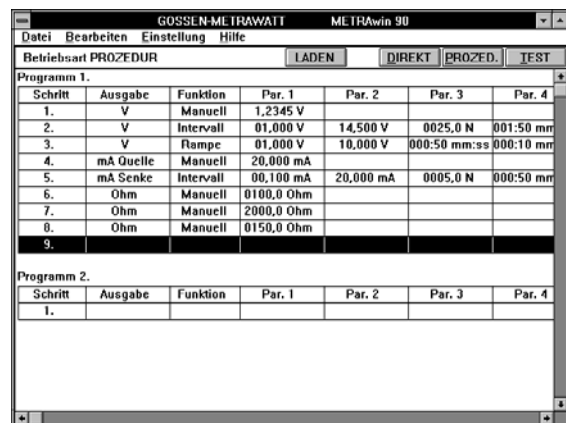 GOSSEN-METRAWATT METRAwin 90
Datei Bearbeiten Einstellung Hilfe
Betriebsart PROZEDUR LADEN DIREKT PROZED. TEST
Programm 1.
Schritt Ausgabe Funktion Par. 1 Par. 2 Par. 3 Par. 4
1. V Manuell 1,2345 V
2. V Intervall 01,000 V 14,500 V 0025,0 N 001:50 mm
3. V Rampe 01,000 V 10,000 V 000:50 mm:ss 000:10 mm
4. mA Quelle Manuell 20,000 mA
5. mA Senke Intervall 00,100 mA 20,000 mA 0005,0 N 000:50 mm
6. Ohm Manuell 0100,0 Ohm
7. Ohm Manuell 2000,0 Ohm
8. Ohm Manuell 0150,0 Ohm
9.
Programm 2.
Schritt Ausgabe Funktion Par. 1 Par. 2 Par. 3 Par. 4
1.